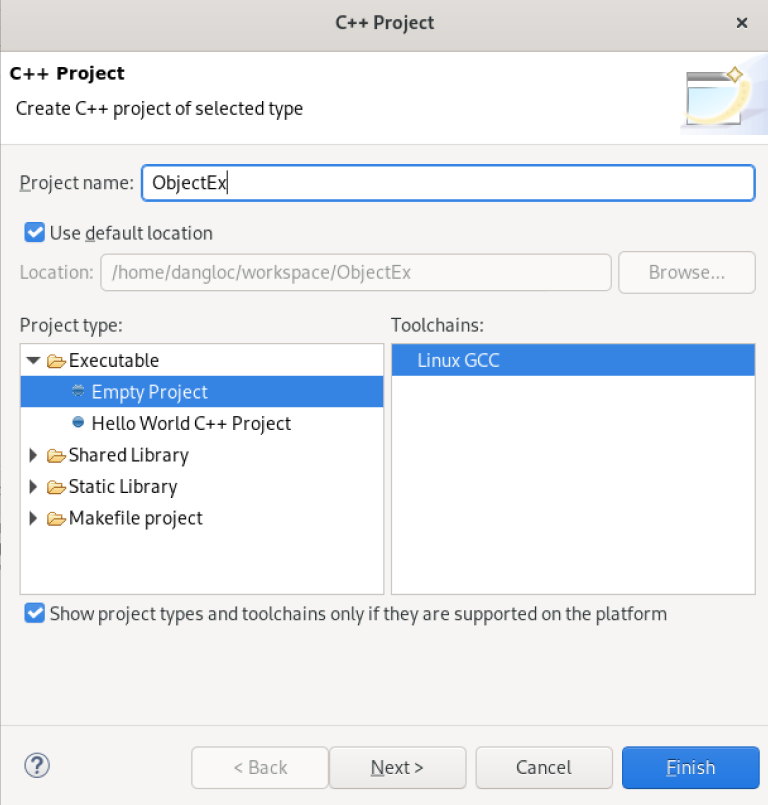 C++ Project
C++ Project
Create C++ project of selected type
Project name: ObjectEx
Use default location
Location: /home/dangloc/workspace/ObjectEx Browse...
Project type: Toolchains:
Executable Linux GCC
Empty Project
Hello World C++ Project
Shared Library
Static Library
Makefile project
Show project types and toolchains only if they are supported on the platform
< Back Next > Cancel Finish